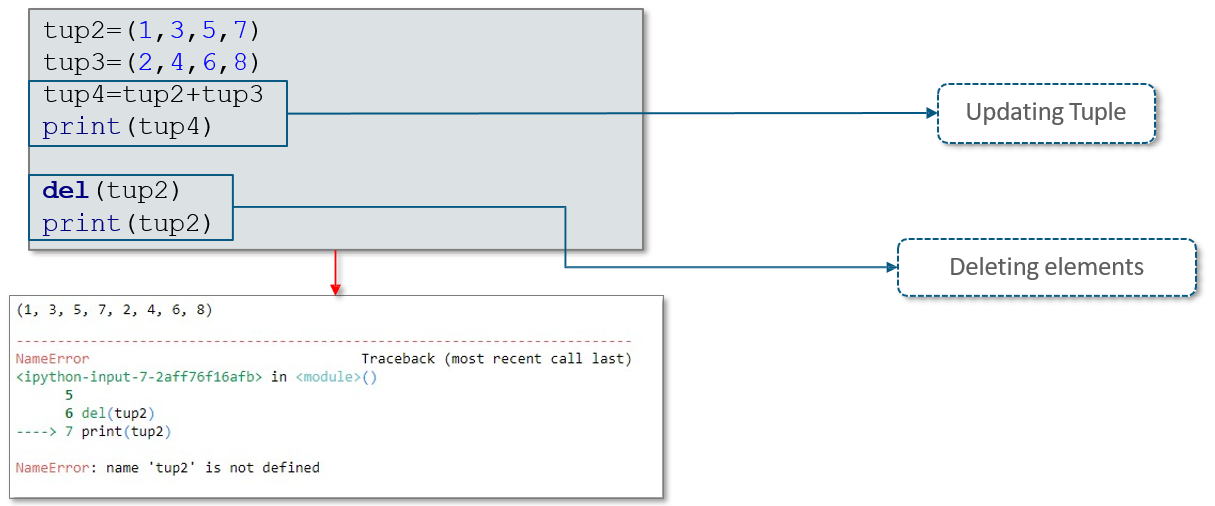 tup2=(1,3,5,7)
tup3=(2,4,6,8)
tup4=tup2+tup3
print(tup4)
del(tup2)
print(tup2)
Updating Tuple
Deleting elements
(1, 3, 5, 7, 2, 4, 6, 8)
---------------------------------------------------------------------------
NameError                                 Traceback (most recent call last)
<ipython-input-7-2aff76f16afb> in <module>()
      5
      6 del(tup2)
----> 7 print(tup2)
NameError: name 'tup2' is not defined